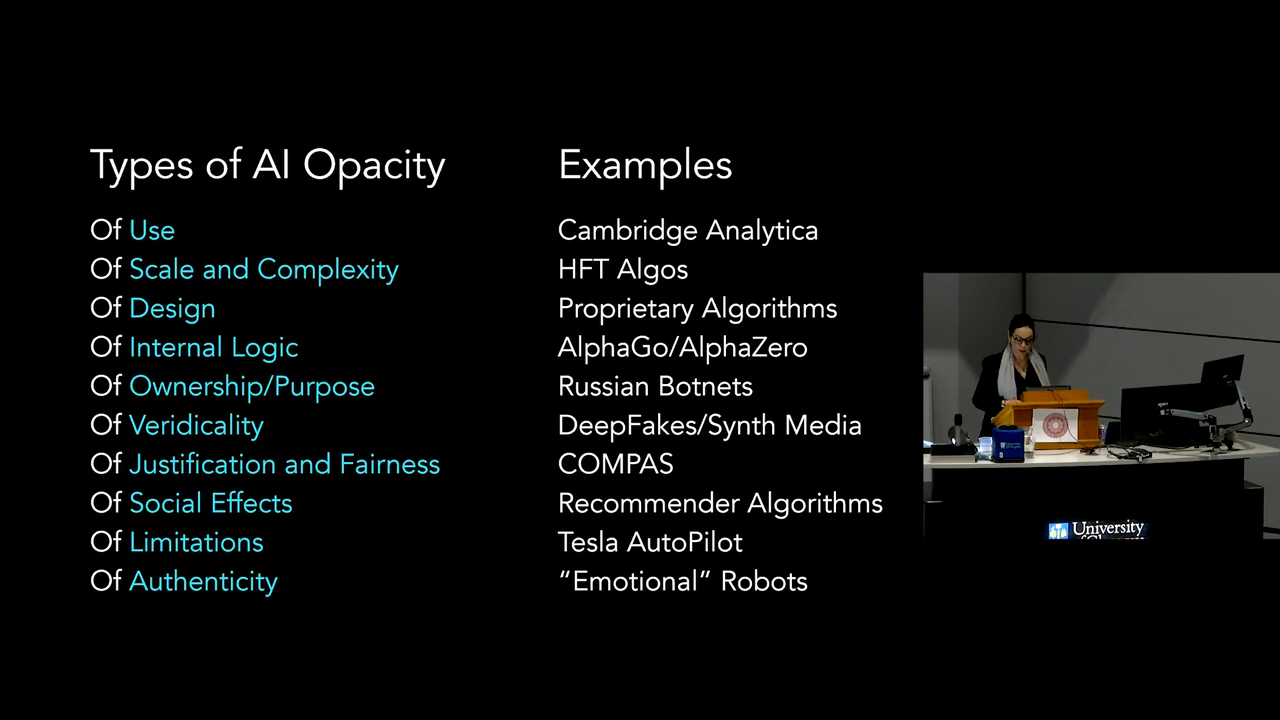 Types of AI Opacity
Of Use
Of Scale and Complexity
Of Design
Of Internal Logic
Of Ownership/Purpose
Of Veridicality
Of Justification and Fairness
Of Social Effects
Of Limitations
Of Authenticity
Examples
Cambridge Analytica
HFT Algos
Proprietary Algorithms
AlphaGo/AlphaZero
Russian Botnets
DeepFakes/Synth Media
COMPAS
Recommender Algorithms
Tesla AutoPilot
“Emotional” Robots
University